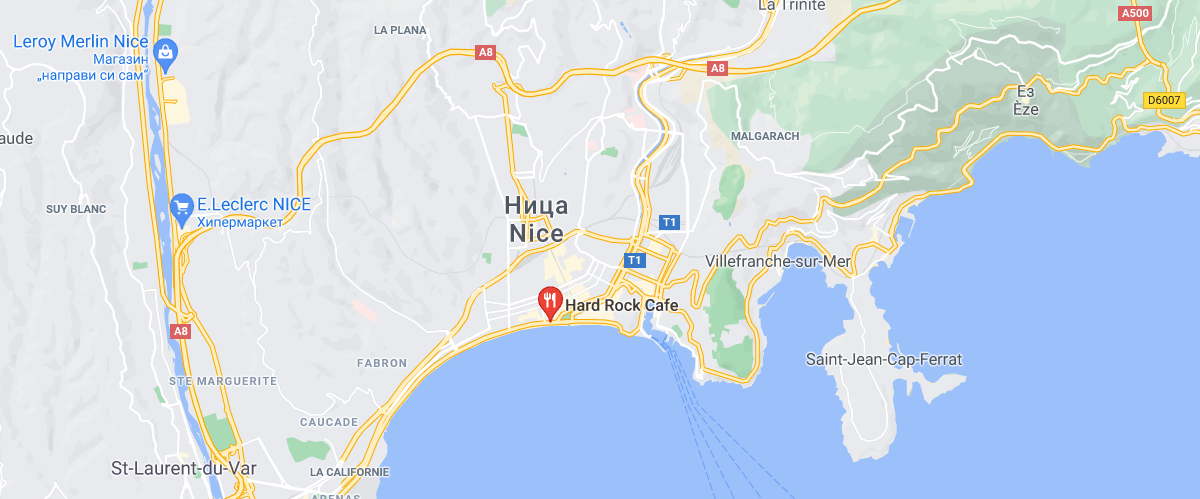 La Trinité
A500
LA PLANA
Leroy Merlin Nice
Магазин
„направи си сам“
A8
A8
Ез
Èze
D6007
MALGARACH
aude
SUY BLANC
E.Leclerc NICE
Хипермаркет
Ница
Nice
T1
T1
Villefranche-sur-Mer
Hard Rock Cafe
A8
FABRON
Saint-Jean-Cap-Ferrat
STE MARGUERITE
CAUCADE
St-Laurent-du-Var
LA CALIFORNIE
ARENAS